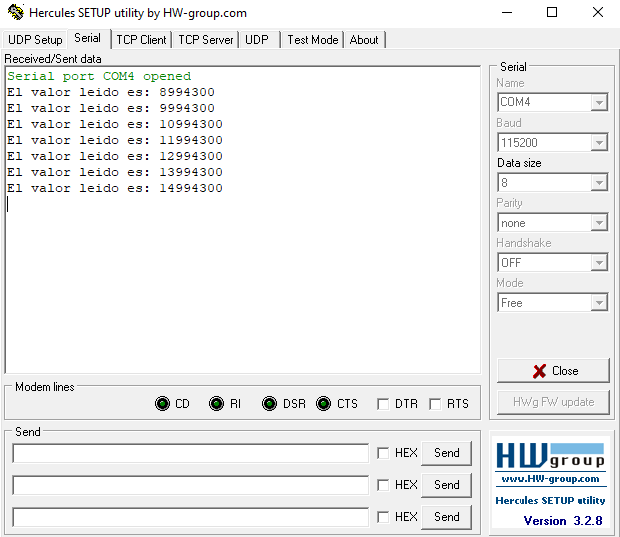 Hercules SETUP utility by HW-group.com
UDP Setup Serial TCP Client TCP Server UDP Test Mode About
Received/Sent data
Serial port COM4 opened
El valor leido es: 8994300
El valor leido es: 9994300
El valor leido es: 10994300
El valor leido es: 11994300
El valor leido es: 12994300
El valor leido es: 13994300
El valor leido es: 14994300
Serial
Name
COM4
Baud
115200
Data size
8
Parity
none
Handshake
OFF
Mode
Free
Close
HWg FW update
Modem lines
CD RI DSR CTS DTR RTS
Send
HEX Send
HEX Send
HEX Send
HWgroup
www.HW-group.com
Hercules SETUP utility
Version 3.2.8